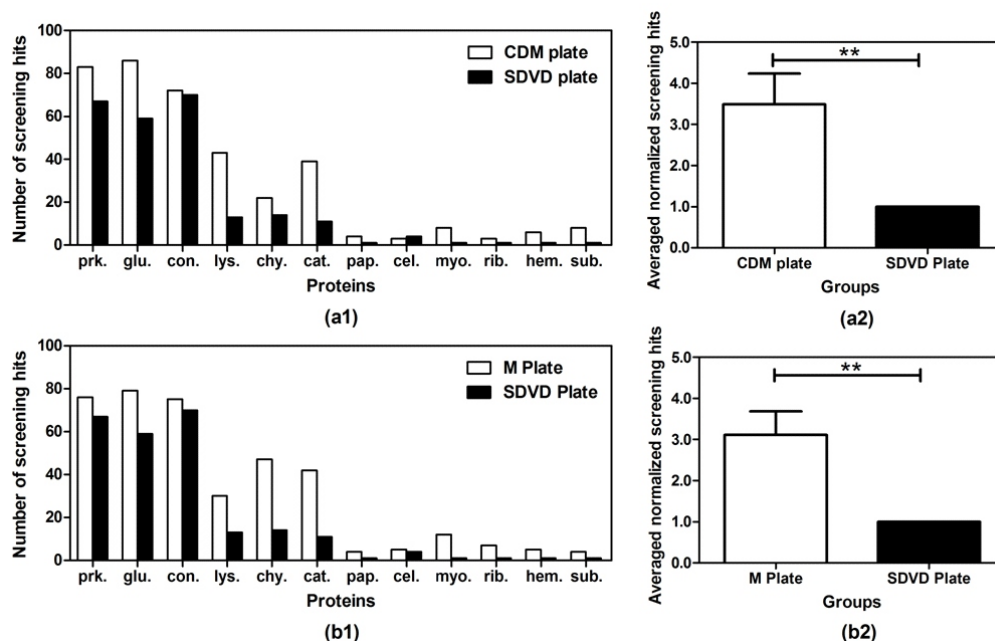 Number of screening hits
100
80
60
40
20
0
CDM plate
SDVD plate
prk. glu. con. lys. chy. cat. pap. cel. myo. rib. hem. sub.
Proteins
(a1)
Averaged normalized screening hits
5.0
4.0
3.0
2.0
1.0
0.0
**
CDM plate SDVD Plate
Groups
(a2)
Number of screening hits
100
80
60
40
20
0
M Plate
SDVD Plate
prk. glu. con. lys. chy. cat. pap. cel. myo. rib. hem. sub.
Proteins
(b1)
Averaged normalized screening hits
5.0
4.0
3.0
2.0
1.0
0.0
**
M Plate SDVD Plate
Groups
(b2)